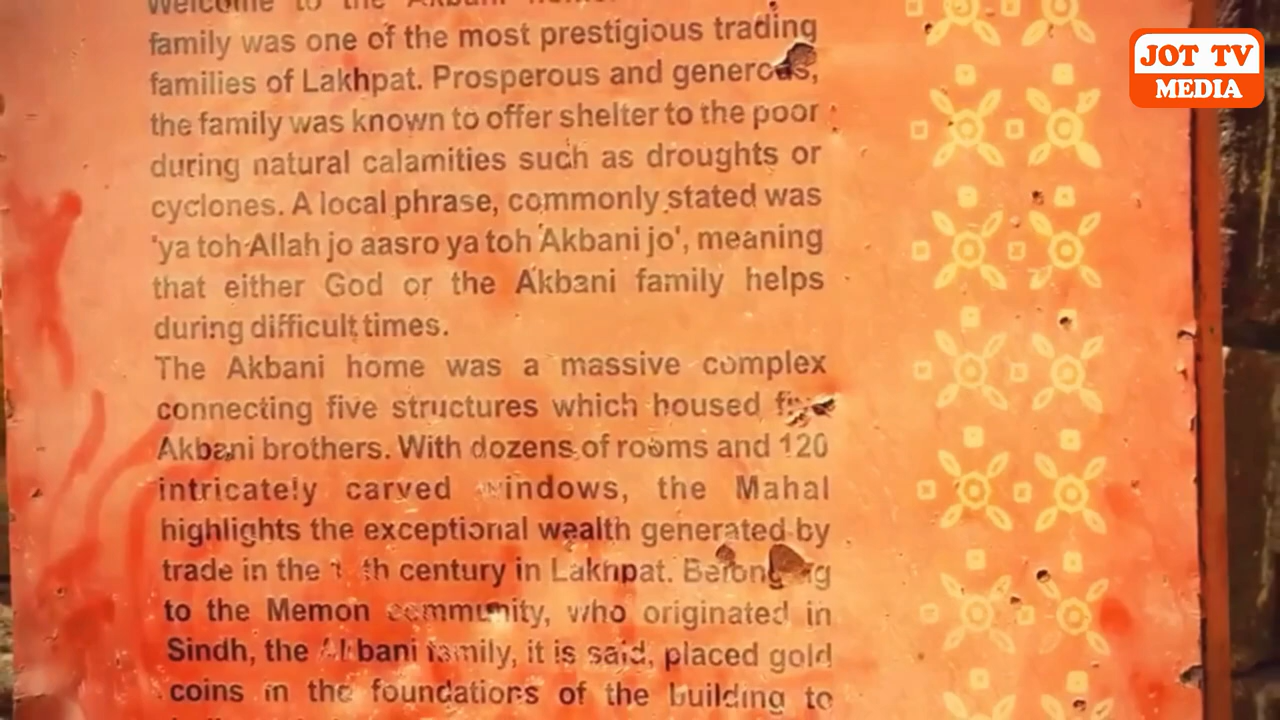 Welcome to the Akbani home.
family was one of the most prestigious trading
families of Lakhpat. Prosperous and generous,
the family was known to offer shelter to the poor
during natural calamities such as droughts or
cyclones. A local phrase, commonly stated was
'ya toh Allah jo aasro ya toh Akbani jo', meaning
that either God or the Akbani family helps
during difficult times.
The Akbani home was a massive complex
connecting five structures which housed
Akbani brothers. With dozens of rooms and 120
intricately carved windows, the Mahal
highlights the exceptional wealth generated by
trade in the century in Lakhpat. Belonging
to the Memon community, who originated in
Sindh, the Akbani family, it is said, placed gold
coins in the foundations of the building to
JOT TV
MEDIA